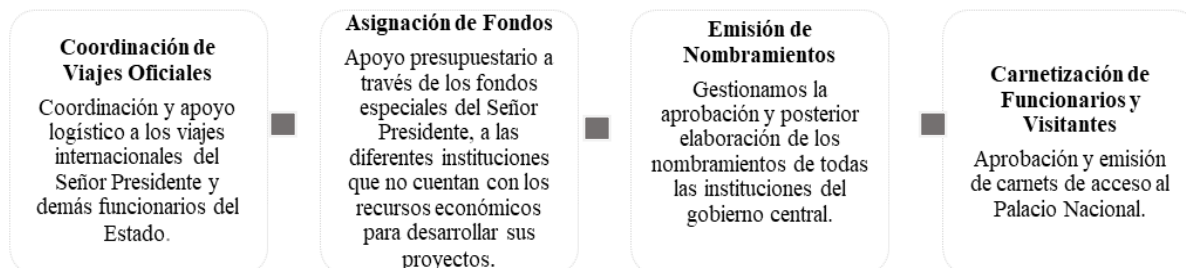 Coordinación de
Viajes Oficiales
Coordinación y apoyo
logístico a los viajes
internacionales del
Señor Presidente y
demás funcionarios del
Estado.
Asignación de Fondos
Apoyo presupuestario a
través de los fondos
especiales del Señor
Presidente, a las
diferentes instituciones
que no cuentan con los
recursos económicos
para desarrollar sus
proyectos.
Emisión de
Nombramientos
Gestionamos la
aprobación y posterior
elaboración de los
nombramientos de todas
las instituciones del
gobierno central.
Carnetización de
Funcionarios y
Visitantes
Aprobación y emisión
de carnets de acceso al
Palacio Nacional.